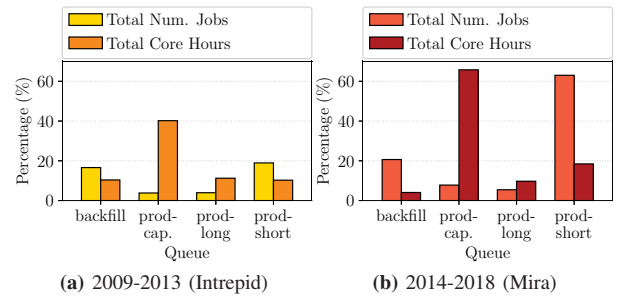 Total Num. Jobs
Total Core Hours
Percentage (%)
60
40
20
0
backfill prod-cap. prod-long prod-short
Queue
(a) 2009-2013 (Intrepid)
Total Num. Jobs
Total Core Hours
Percentage (%)
60
40
20
0
backfill prod-cap. prod-long prod-short
Queue
(b) 2014-2018 (Mira)